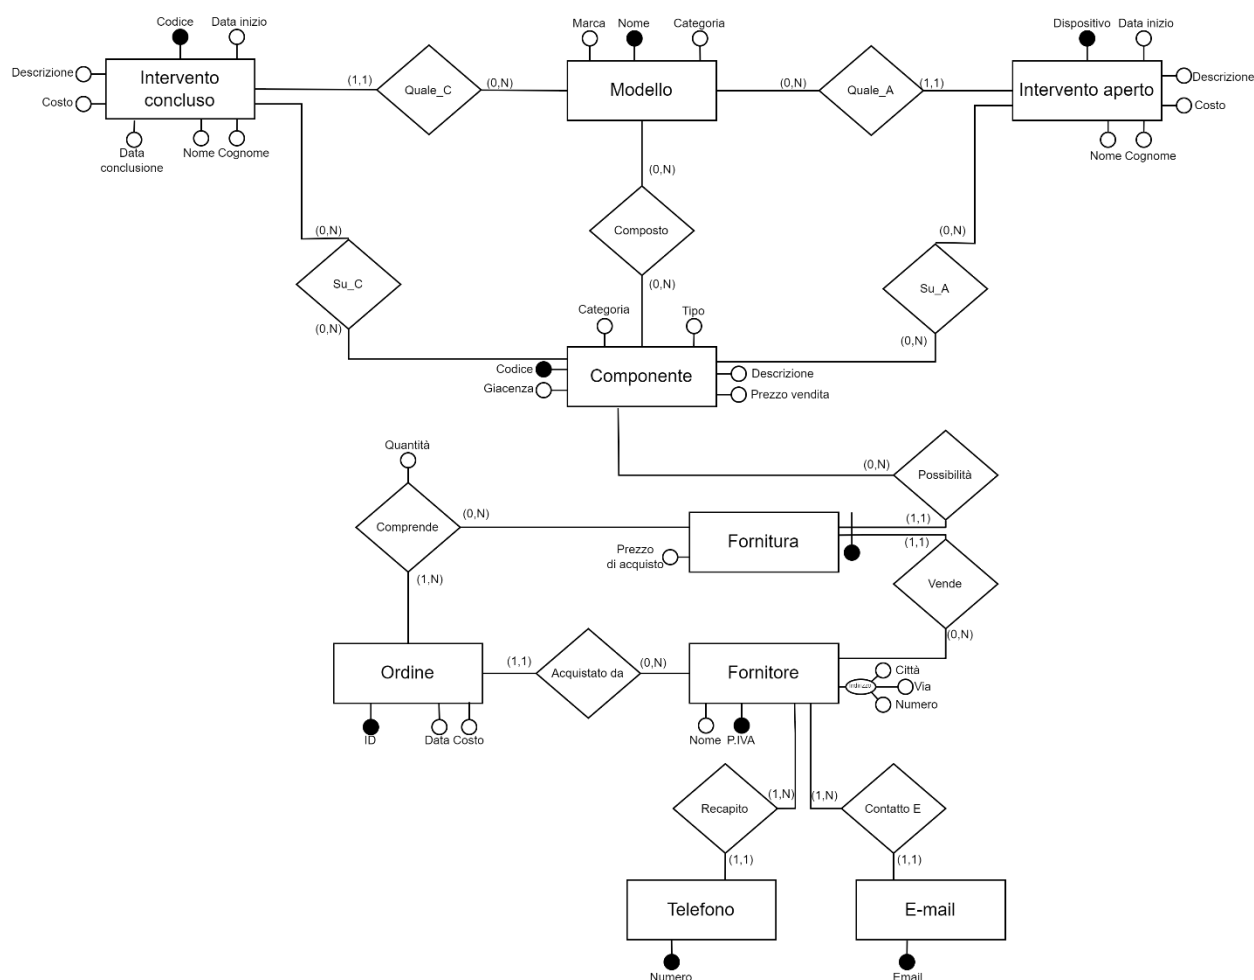 Codice
Data inizio
Marca
Nome
Categoria
Dispositivo
Data inizio
Descrizione
Costo
Intervento
concluso
(1,1)
Quale_C
(0,N)
Modello
(0,N)
Quale_A
(1,1)
Intervento aperto
Descrizione
Costo
Data
conclusione
Nome
Cognome
Nome
Cognome
(0,N)
(0,N)
Composto
(0,N)
(0,N)
Su_C
(0,N)
Su_A
(0,N)
(0,N)
Categoria
Tipo
Codice
Giacenza
Componente
Descrizione
Prezzo vendita
Quantità
(0,N)
Possibilità
(1,1)
Comprende
(0,N)
Prezzo
di acquisto
Fornitura
(1,1)
Vende
(1,N)
(0,N)
Ordine
(1,1)
Acquistato da
(0,N)
Fornitore
Indirizzo
Città
Via
Numero
ID
Data
Costo
Nome
P.IVA
Recapito
(1,N)
(1,N)
Contatto E
(1,1)
(1,1)
Telefono
E-mail
Numero
Email